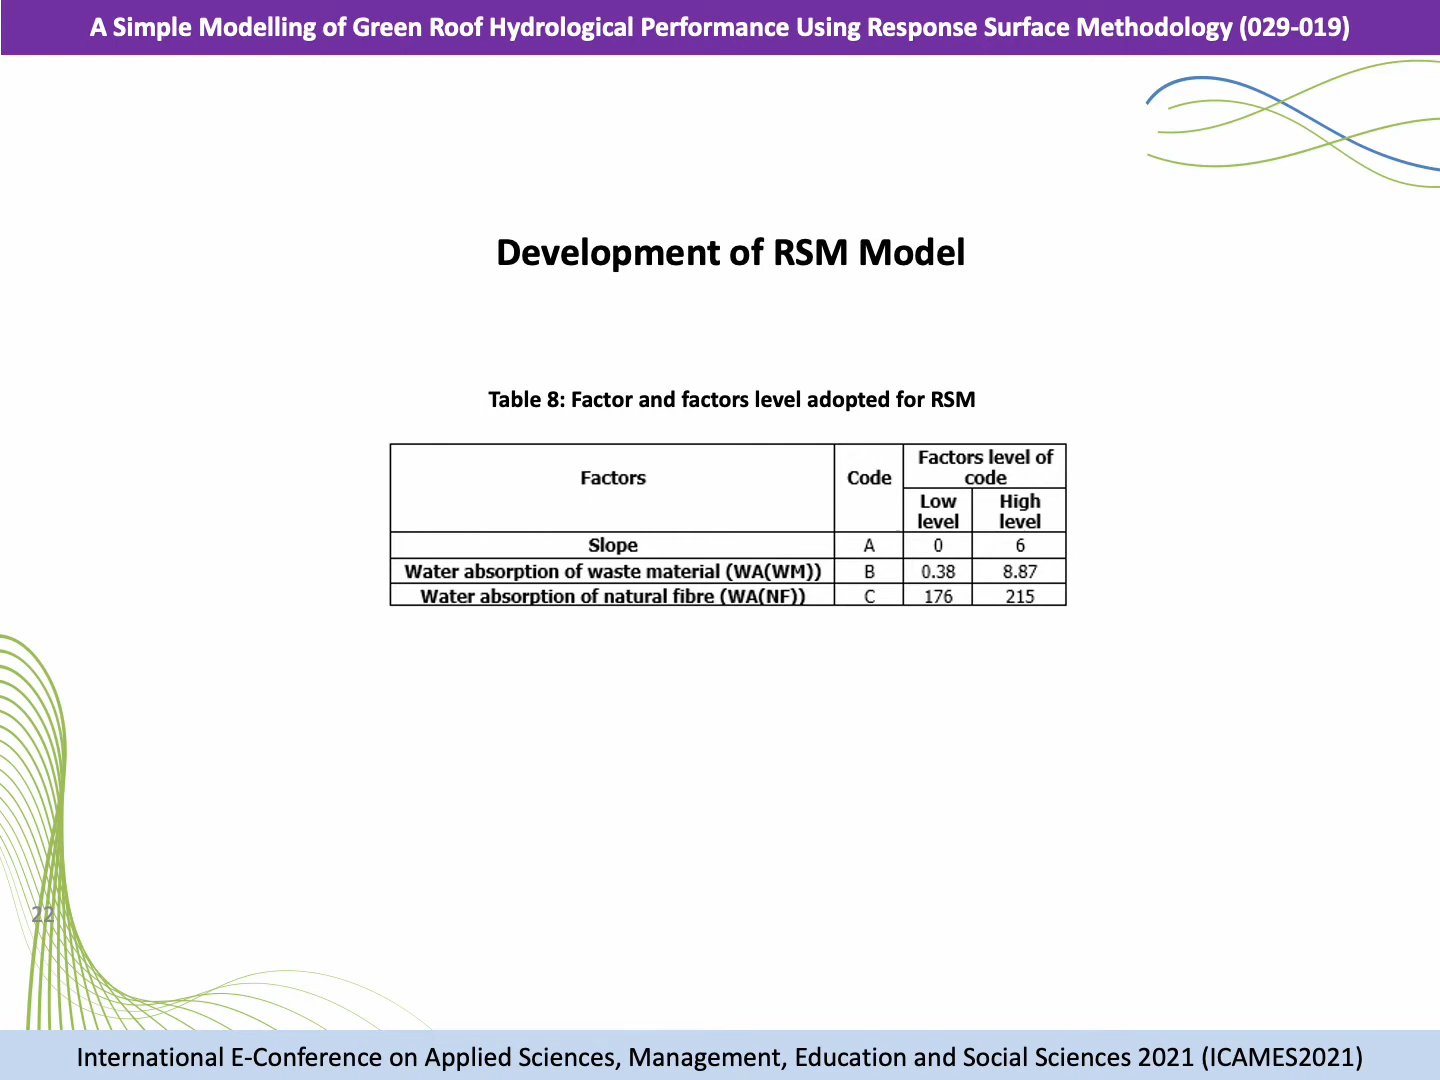 A Simple Modelling of Green Roof Hydrological Performance Using Response Surface Methodology (029-019)
Development of RSM Model
Table 8: Factor and factors level adopted for RSM
Factors Code Factors level of
code
Low High
level level
Slope A 0 6
Water absorption of waste material (WA(WM)) B 0.38 8.87
Water absorption of natural fibre (WA(NF)) C 176 215
22
International E-Conference on Applied Sciences, Management, Education and Social Sciences 2021 (ICAMES2021)